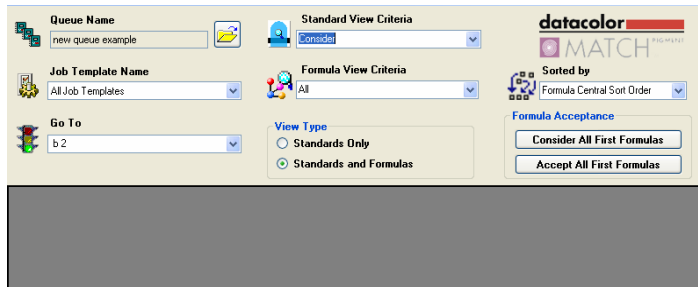 Queue Name
new queue example
Job Template Name
All Job Templates
Go To
b 2
Standard View Criteria
Consider
Formula View Criteria
All
View Type
Standards Only
Standards and Formulas
datacolor
MATCH PIGMENT
Sorted by
Formula Central Sort Order
Formula Acceptance
Consider All First Formulas
Accept All First Formulas